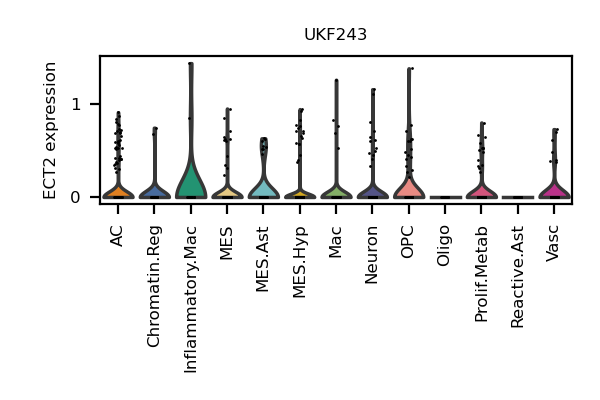 UKF243
ECT2 expression
1
0
AC
Chromatin.Reg
Inflammatory.Mac
MES
MES.Ast
MES.Hyp
Mac
Neuron
OPC
Oligo
Prolif.Metab
Reactive.Ast
Vasc